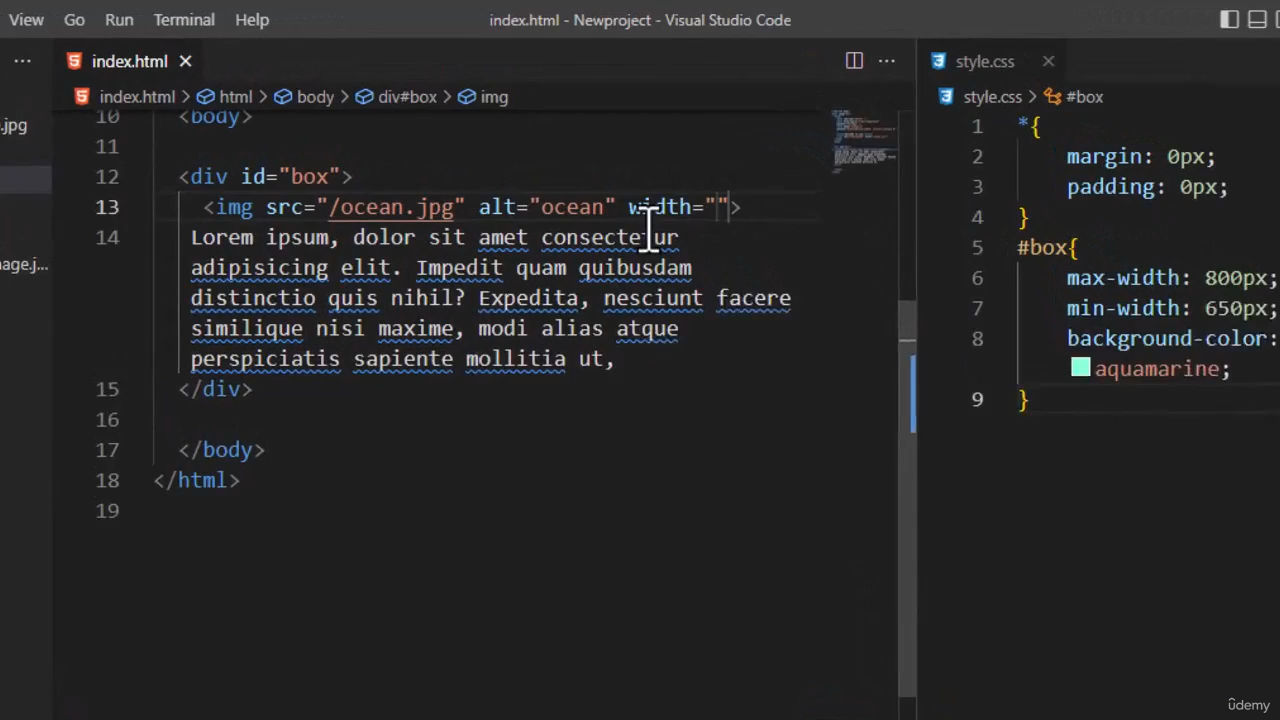 View Go Run Terminal Help index.html - Newproject - Visual Studio Code
index.html
index.html > html > body > div#box > img
10 <body>
11
12 <div id="box">
13 <img src="/ocean.jpg" alt="ocean" width="">
14 Lorem ipsum, dolor sit amet consectetur
adipisicing elit. Impedit quam quibusdam
distinctio quis nihil? Expedita, nesciunt facere
similique nisi maxime, modi alias atque
perspiciatis sapiente mollitia ut,
15 </div>
16
17 </body>
18 </html>
19
.jpg
mage.j...
style.css
style.css > #box
1 *{
2 margin: 0px;
3 padding: 0px;
4 }
5 #box{
6 max-width: 800px;
7 min-width: 650px;
8 background-color:
aquamarine;
9 }
ûdemy